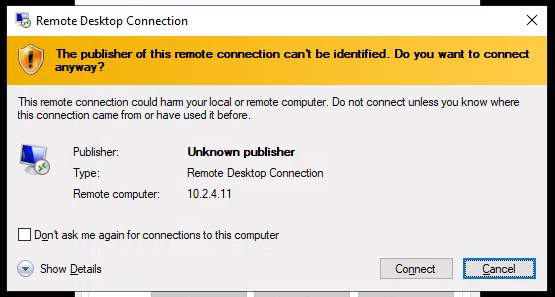 Remote Desktop Connection
The publisher of this remote connection can't be identified. Do you want to connect
anyway?
This remote connection could harm your local or remote computer. Do not connect unless you know where
this connection came from or have used it before.
Publisher: Unknown publisher
Type: Remote Desktop Connection
Remote computer: 10.2.4.11
Don't ask me again for connections to this computer
Show Details
Connect
Cancel